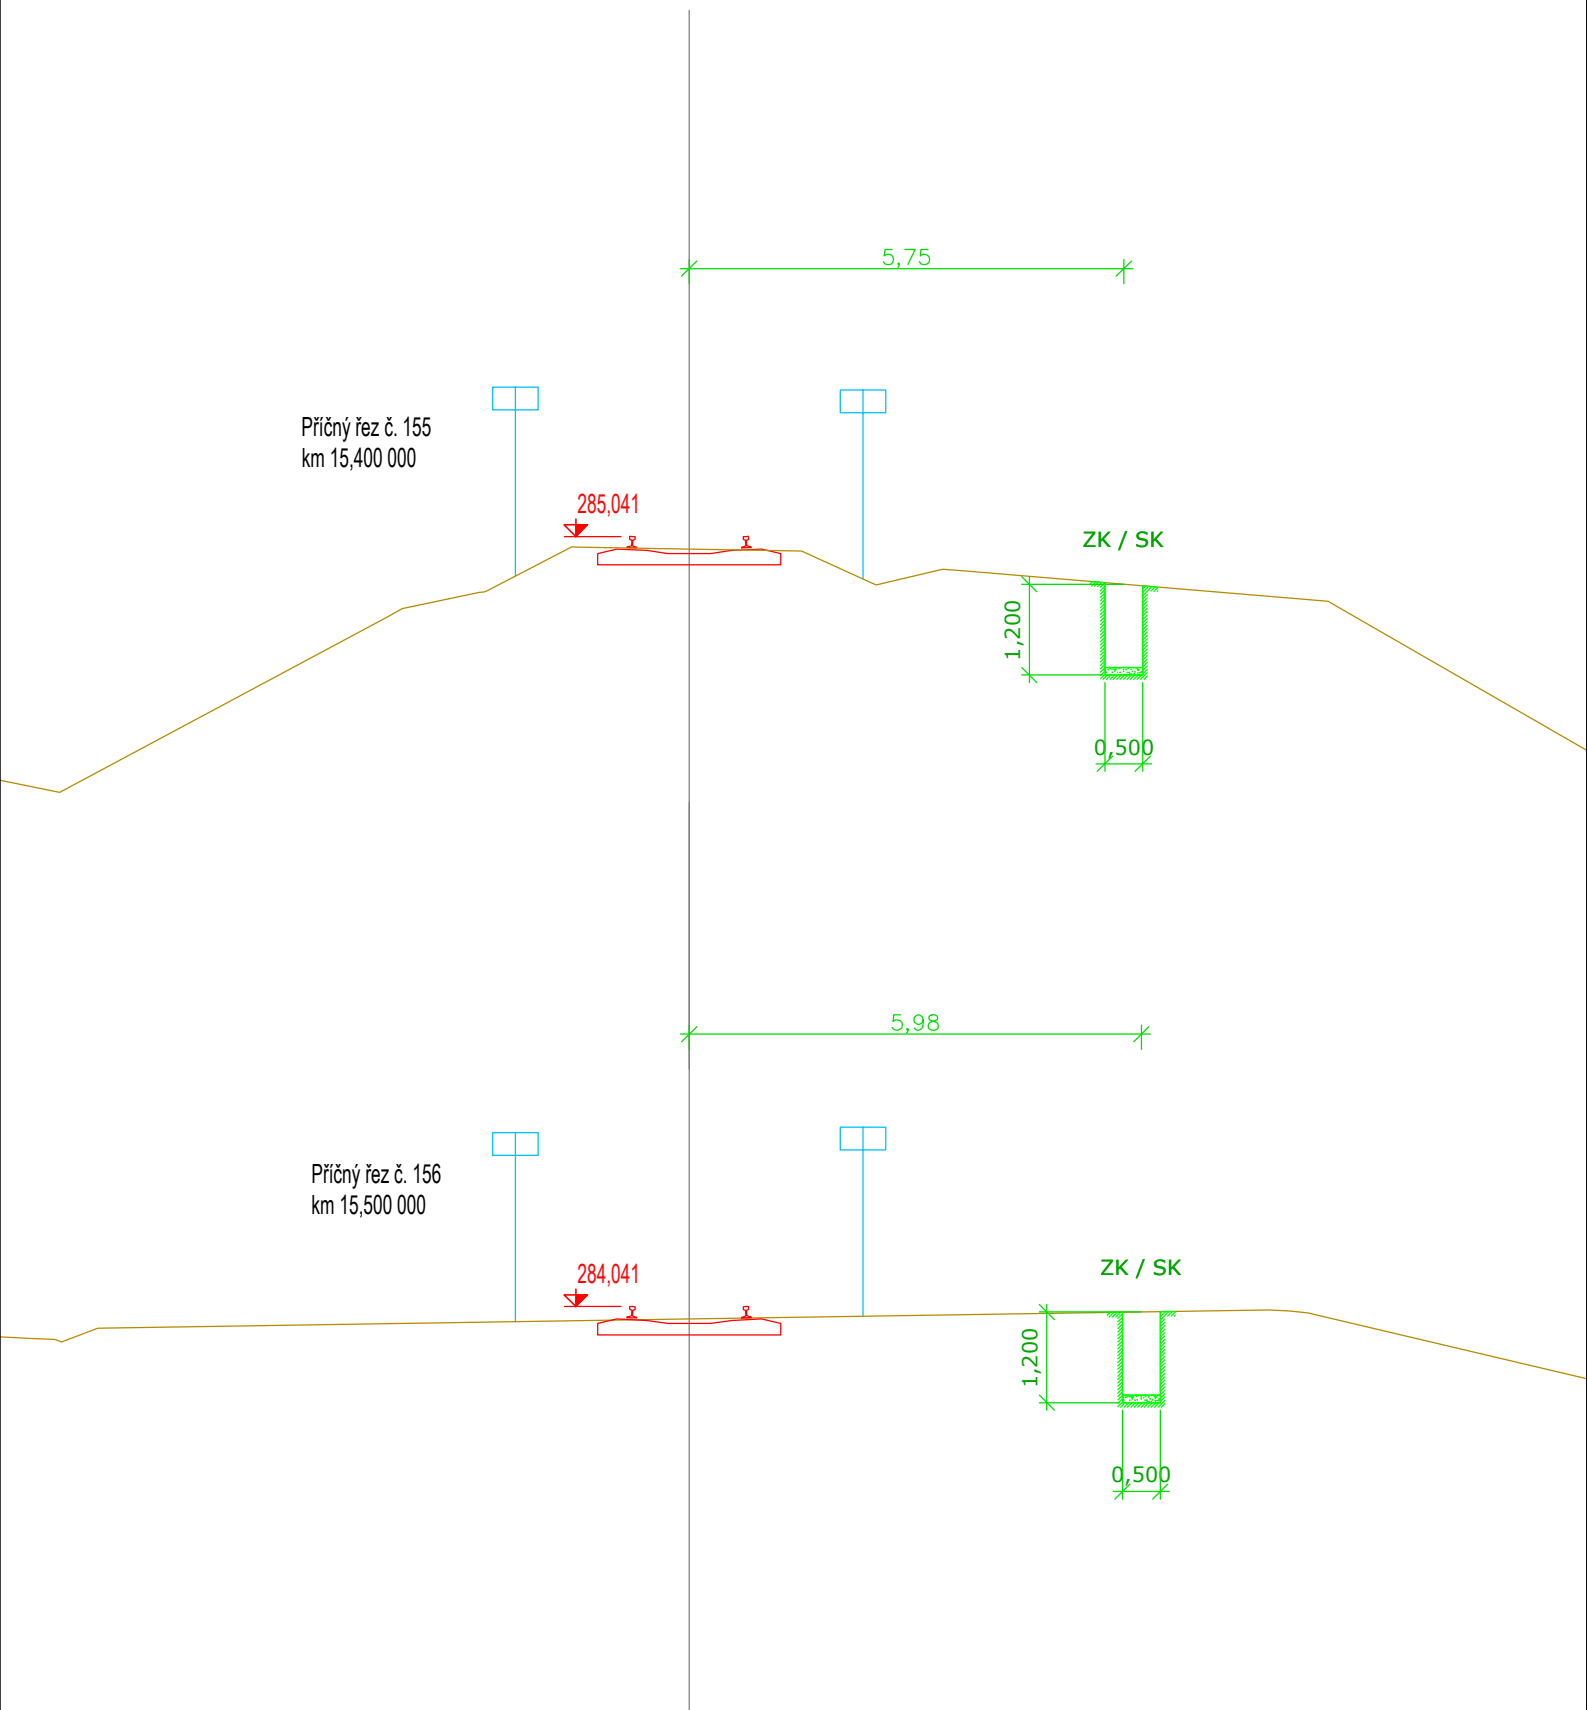 5,75
Příčný řez č. 155
km 15,400 000
285,041
ZK / SK
1,200
0,500
5,98
Příčný řez č. 156
km 15,500 000
284,041
ZK / SK
1,200
0,500